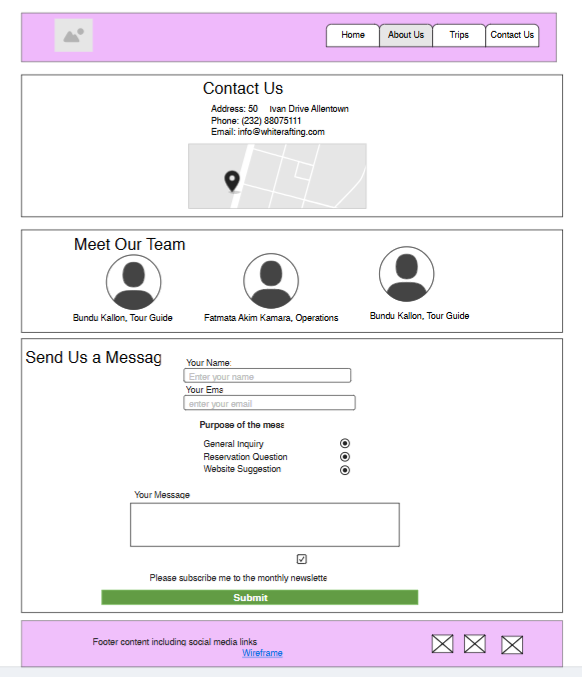 Home About Us Trips Contact Us
Contact Us
Address: 50 Ivan Drive Allentown
Phone: (232) 88075111
Email: info@whiterafting.com
Meet Our Team
Bundu Kallon, Tour Guide Fatmata Akim Kamara, Operations Bundu Kallon, Tour Guide
Send Us a Messag
Your Name:
Enter your name
Your Ema
enter your email
Purpose of the mess
General Inquiry
Reservation Question
Website Suggestion
Your Message
Please subscribe me to the monthly newslette
Submit
Footer content including social media links
Wireframe